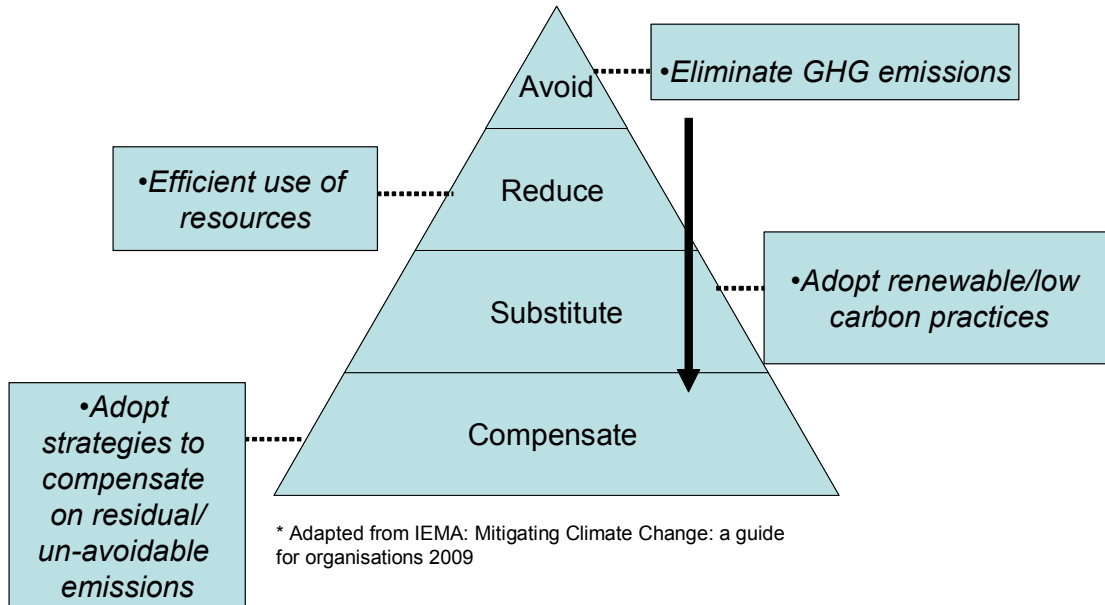 Avoid
•Eliminate GHG emissions
•Efficient use of
resources
Reduce
Substitute
•Adopt renewable/low
carbon practices
•Adopt
strategies to
compensate
on residual/
un-avoidable
emissions
Compensate
* Adapted from IEMA: Mitigating Climate Change: a guide
for organisations 2009